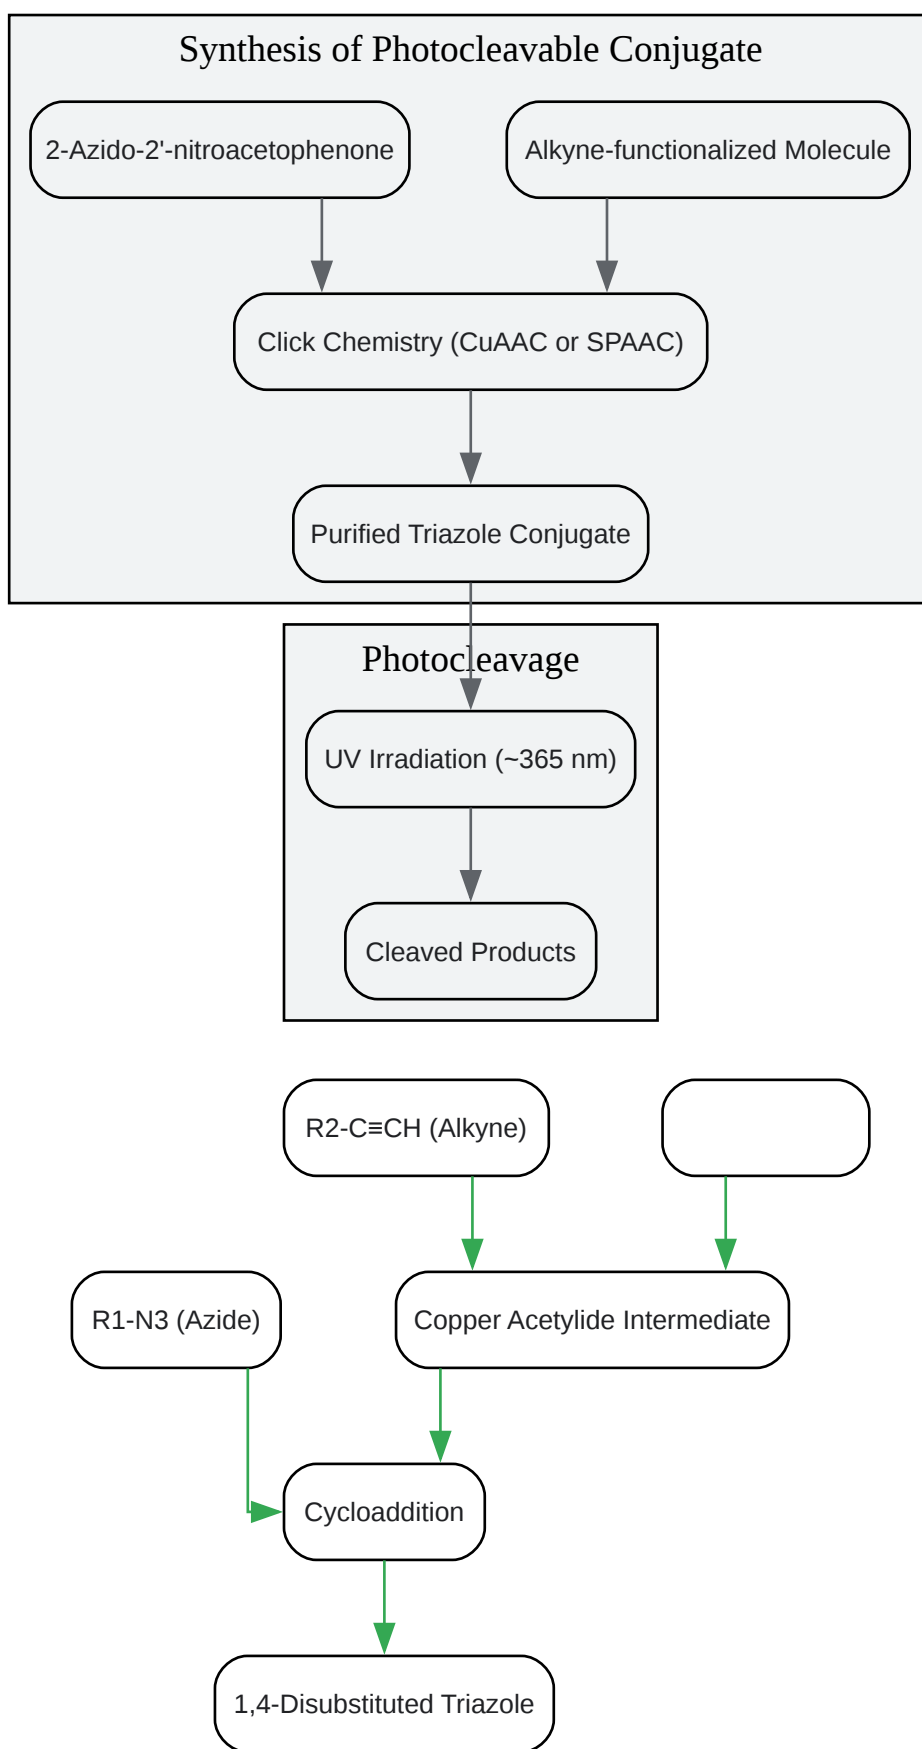 Synthesis of Photocleavable Conjugate
2-Azido-2'-nitroacetophenone
Alkyne-functionalized Molecule
Click Chemistry (CuAAC or SPAAC)
Purified Triazole Conjugate
Photocleavage
UV Irradiation (~365 nm)
Cleaved Products
R2-C≡CH (Alkyne)
R1-N3 (Azide)
Copper Acetylide Intermediate
Cycloaddition
1,4-Disubstituted Triazole